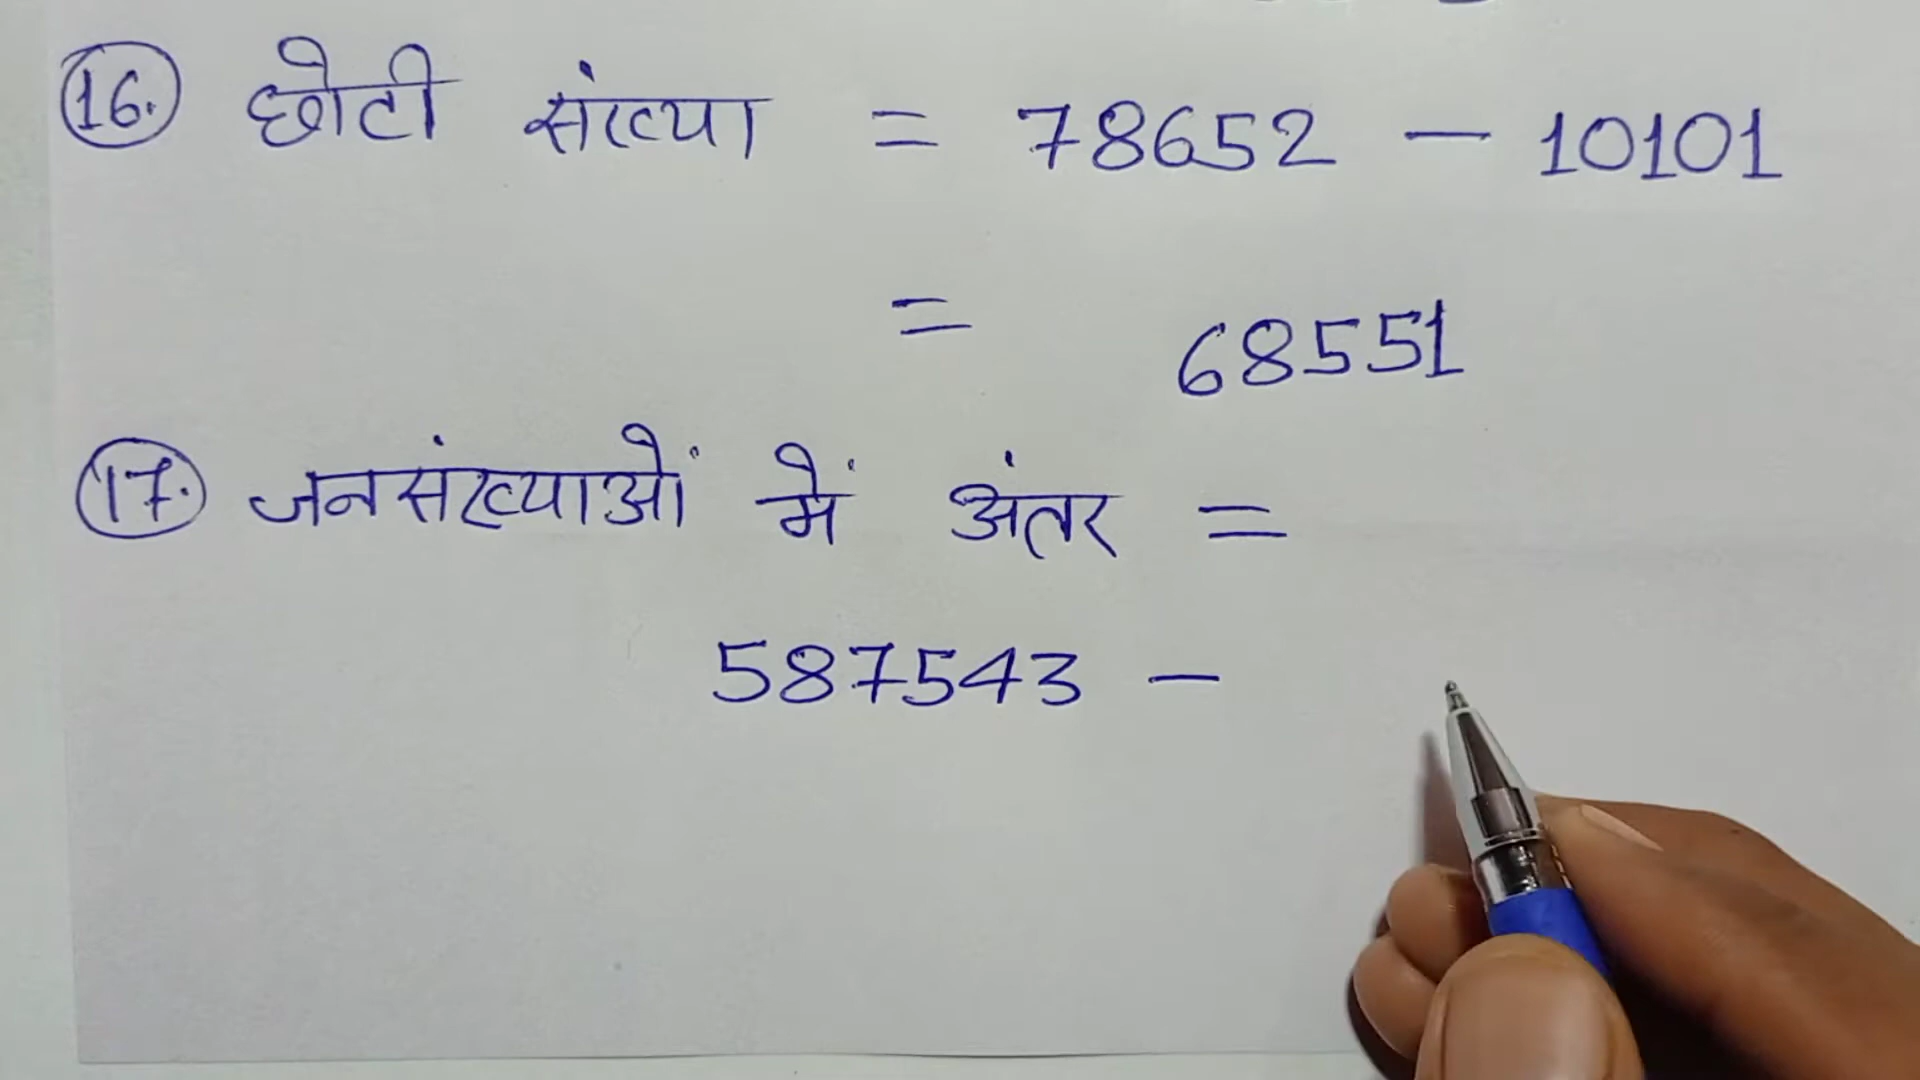 16. छोटी संख्या = 78652 - 10101
= 68551
17. जनसंख्याओं में अंतर =
587543 -